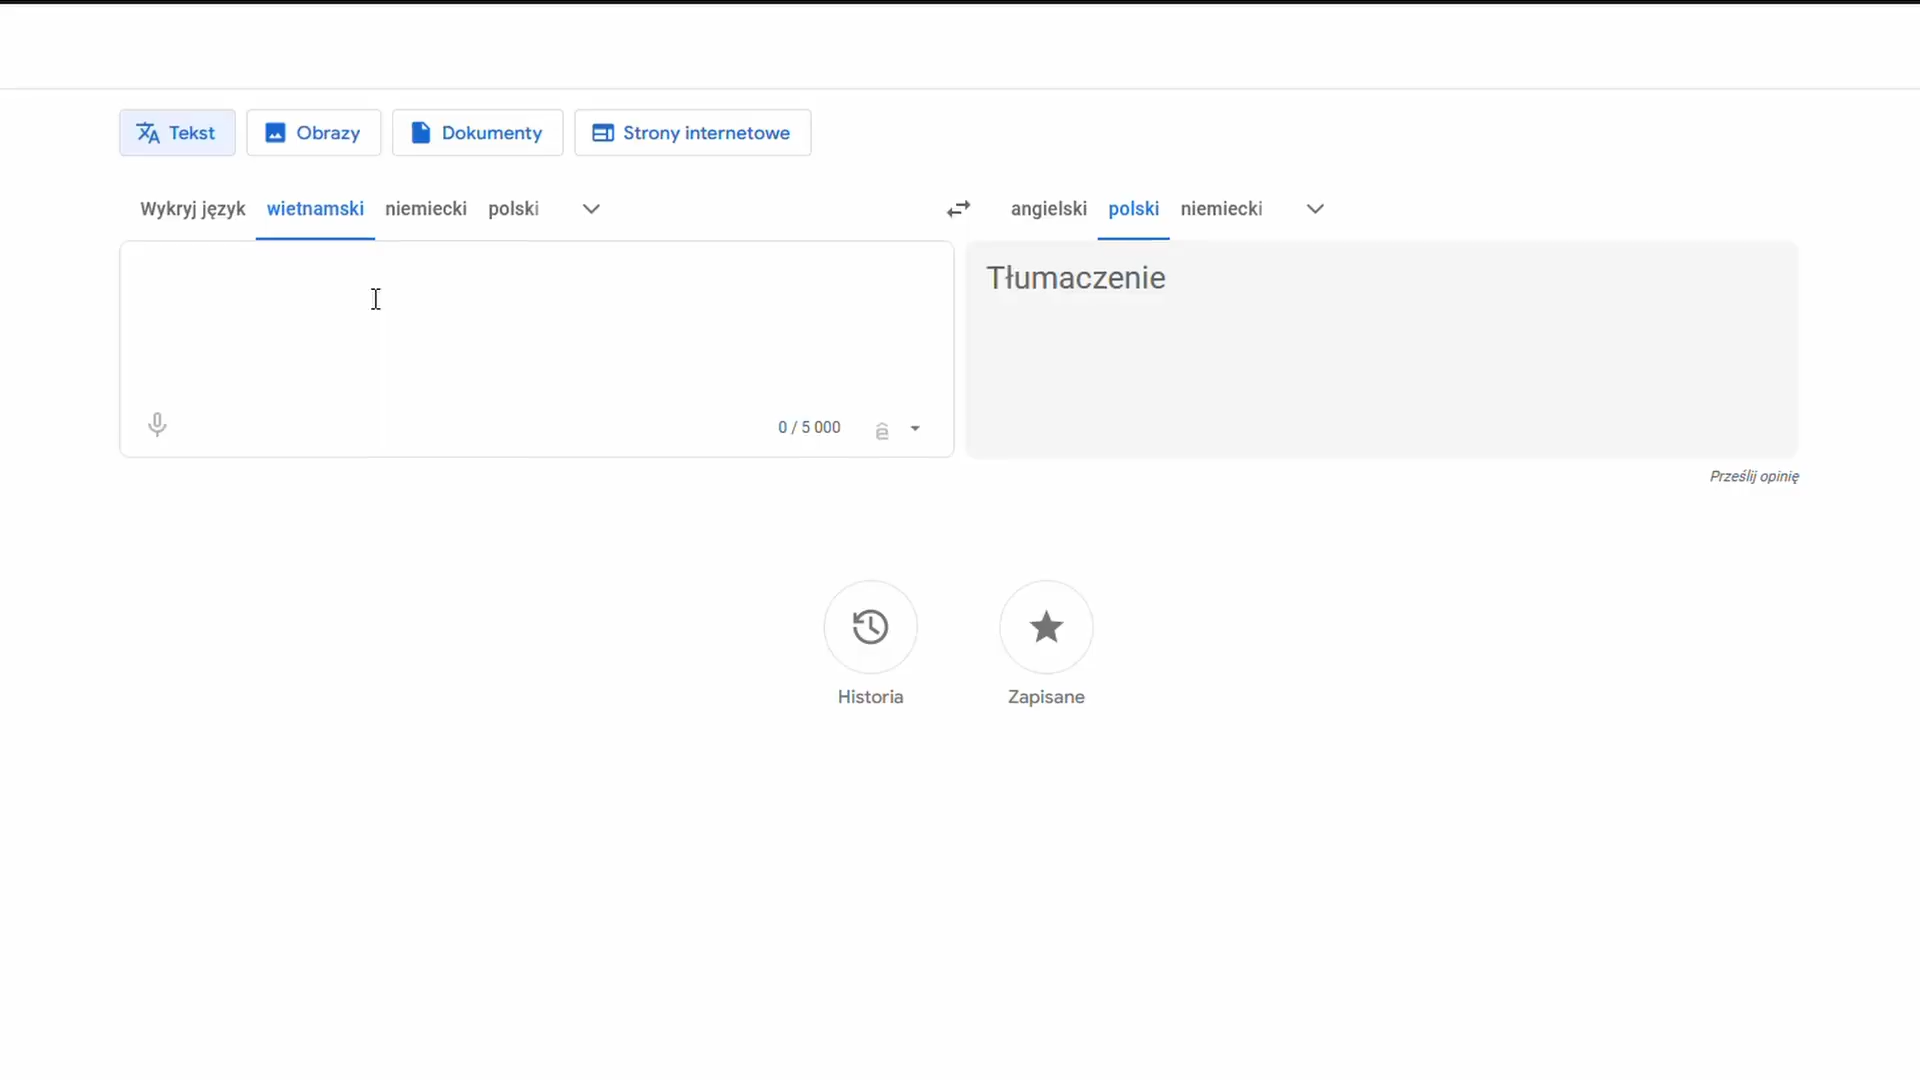 Tekst Obrazy Dokumenty Strony internetowe
Wykryj język wietnamski niemiecki polski angielski polski niemiecki
Tłumaczenie
0 / 5 000
Prześlij opinię
Historia Zapisane